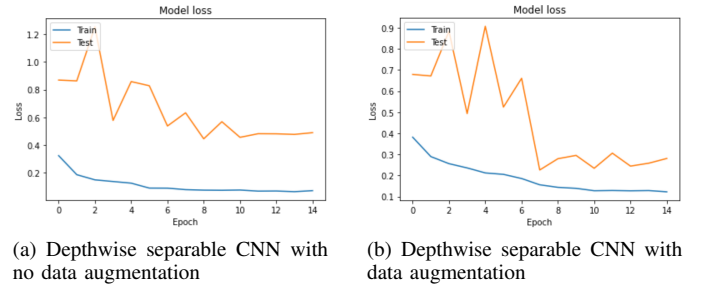 Model loss
Train
Test
1.2
1.0
0.8
0.6
0.4
0.2
Loss
0 2 4 6 8 10 12 14
Epoch
(a) Depthwise separable CNN with
no data augmentation
Model loss
Train
Test
0.9
0.8
0.7
0.6
0.5
0.4
0.3
0.2
0.1
Loss
0 2 4 6 8 10 12 14
Epoch
(b) Depthwise separable CNN with
data augmentation